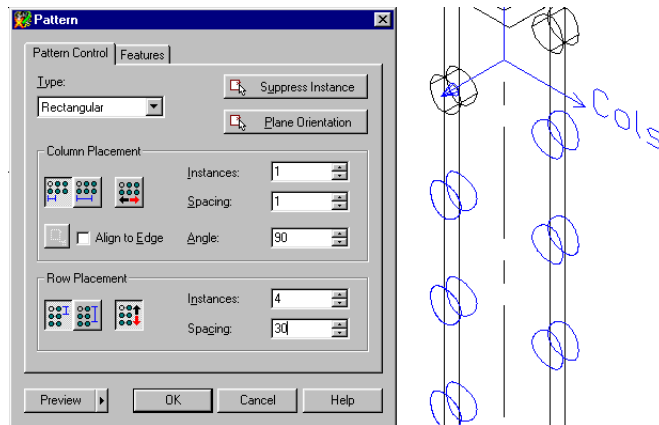 Pattern
Pattern Control Features
Type:
Rectangular
Suppress Instance
Plane Orientation
Column Placement
Instances: 1
Spacing: 1
Align to Edge
Angle: 90
Row Placement
Instances: 4
Spacing: 30
Preview OK Cancel Help
Cols